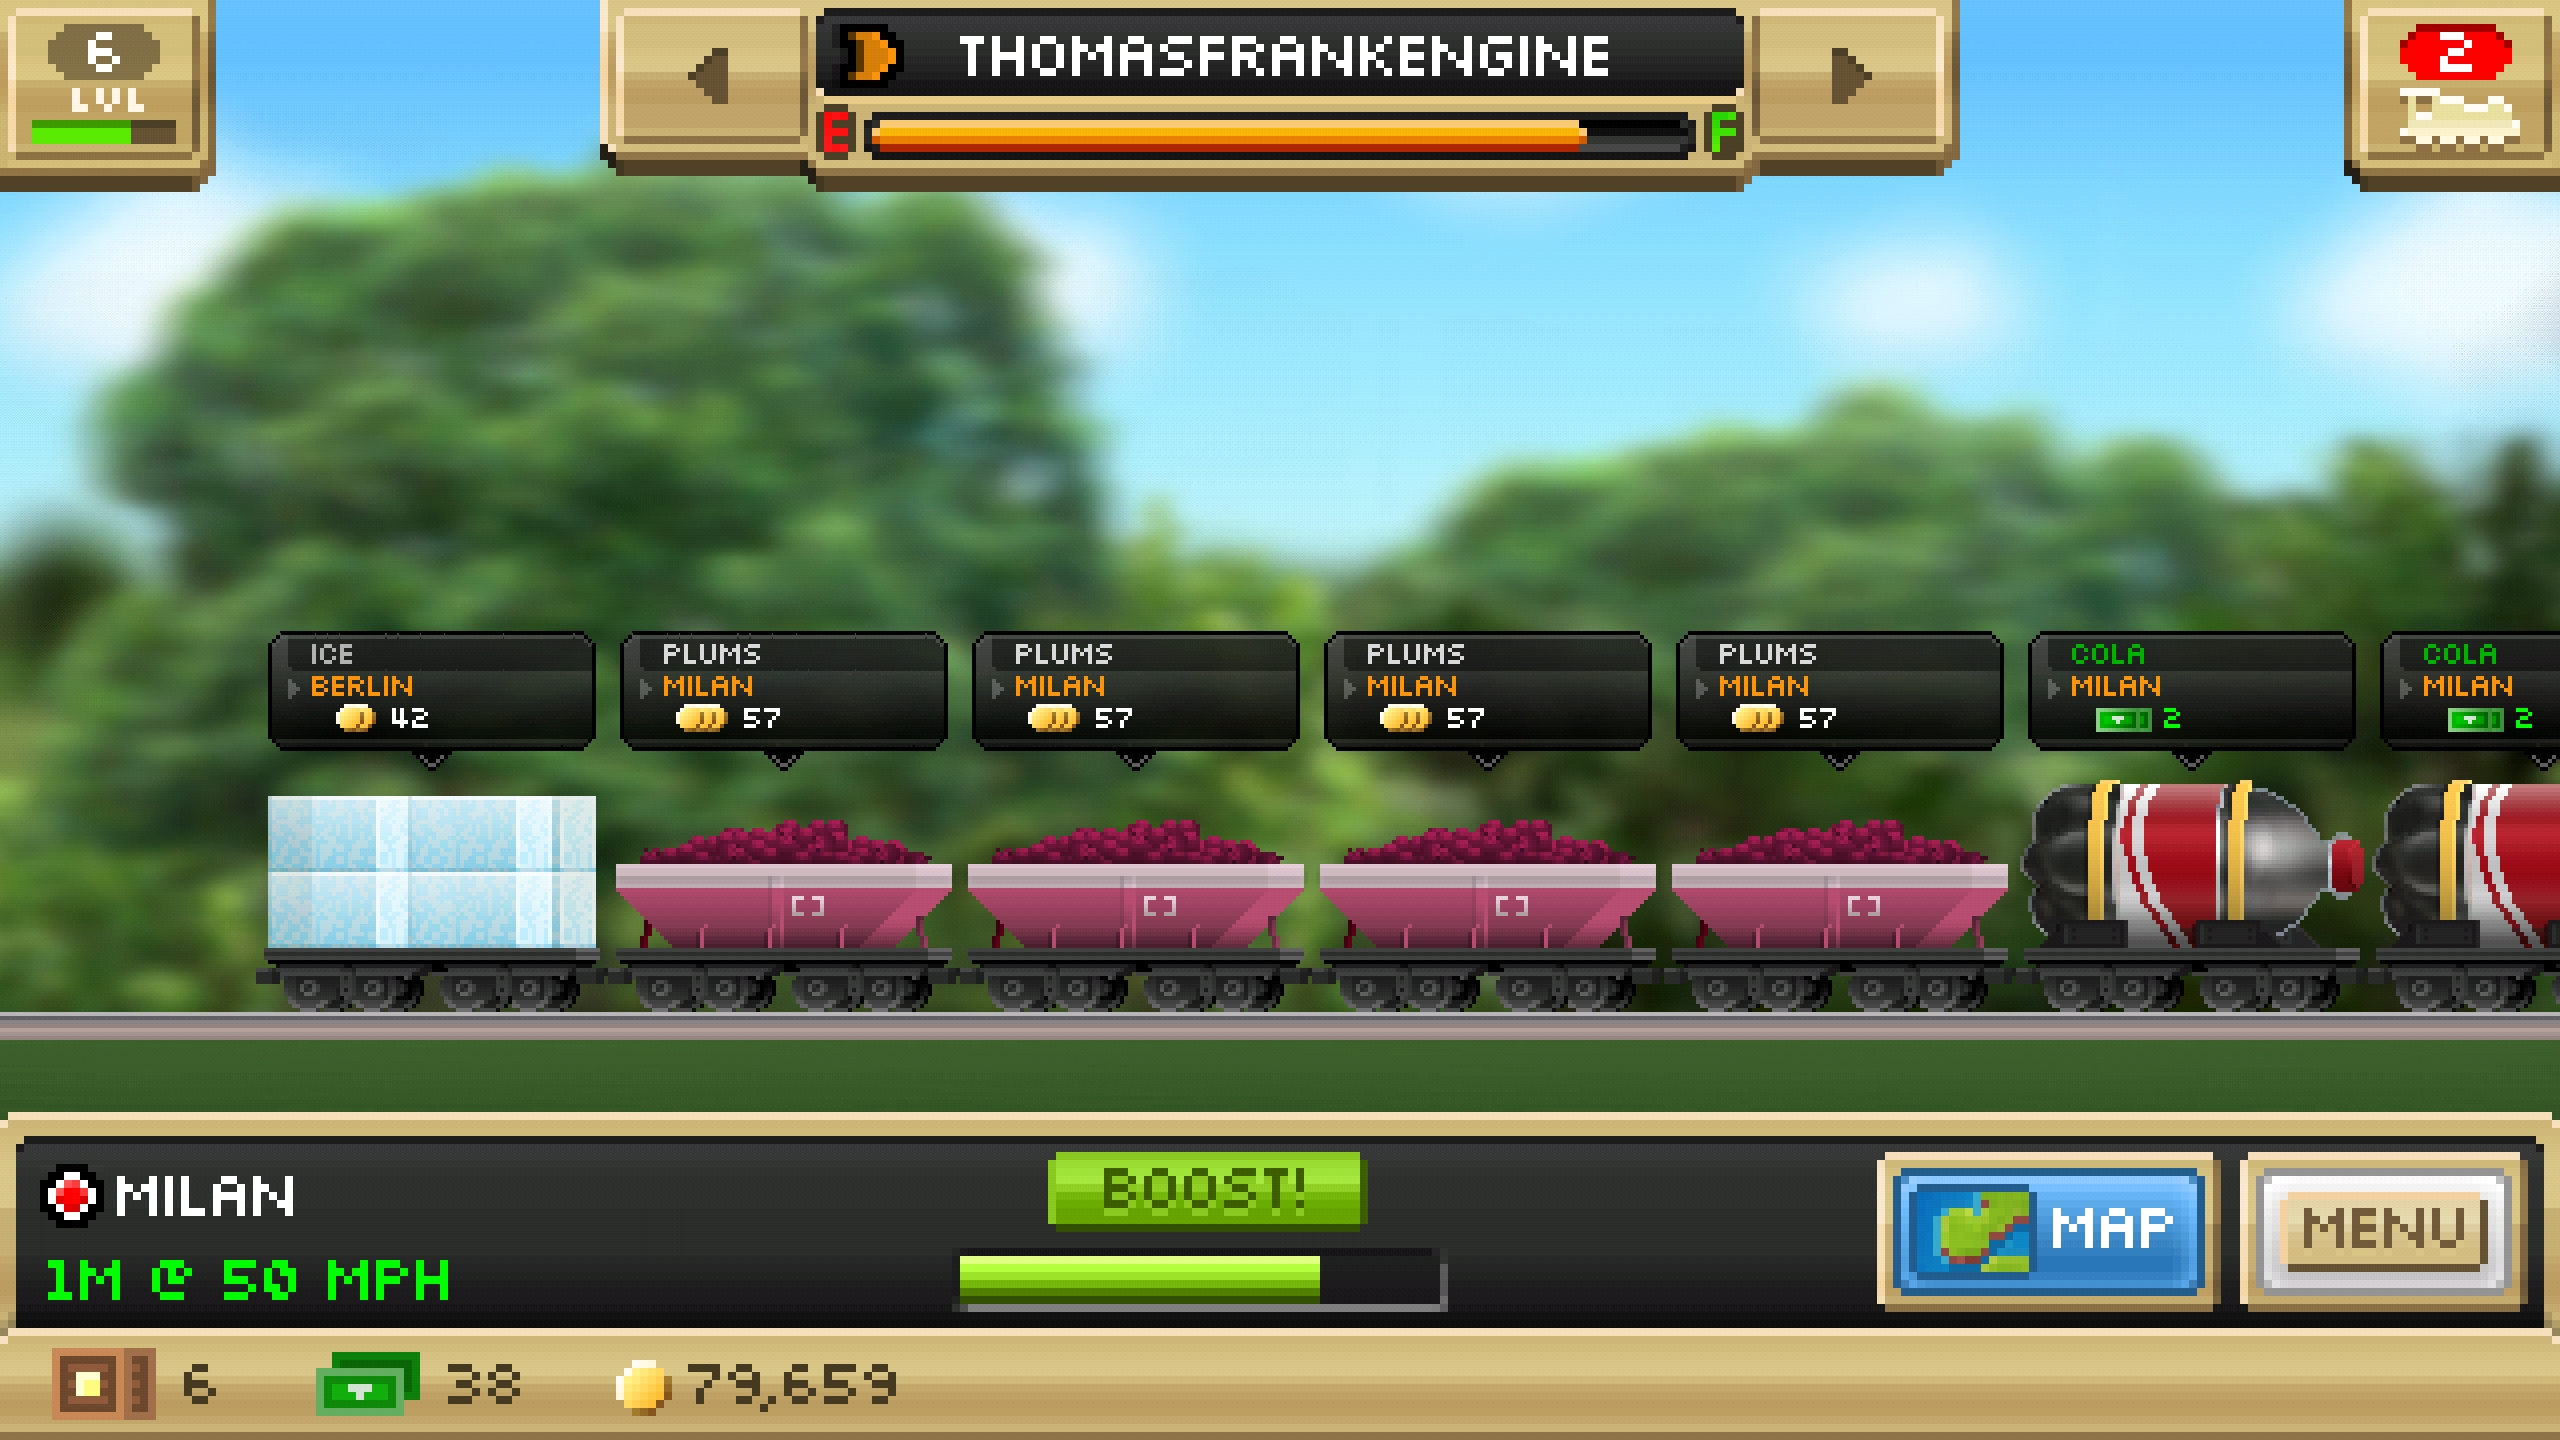 6
LVL
THOMASFRANKENGINE
E F
2
ICE
BERLIN
42
PLUMS
MILAN
57
PLUMS
MILAN
57
PLUMS
MILAN
57
PLUMS
MILAN
57
COLA
MILAN
2
COLA
MILAN
2
MILAN
1M @ 50 MPH
BOOST!
MAP
MENU
6 38 79,659